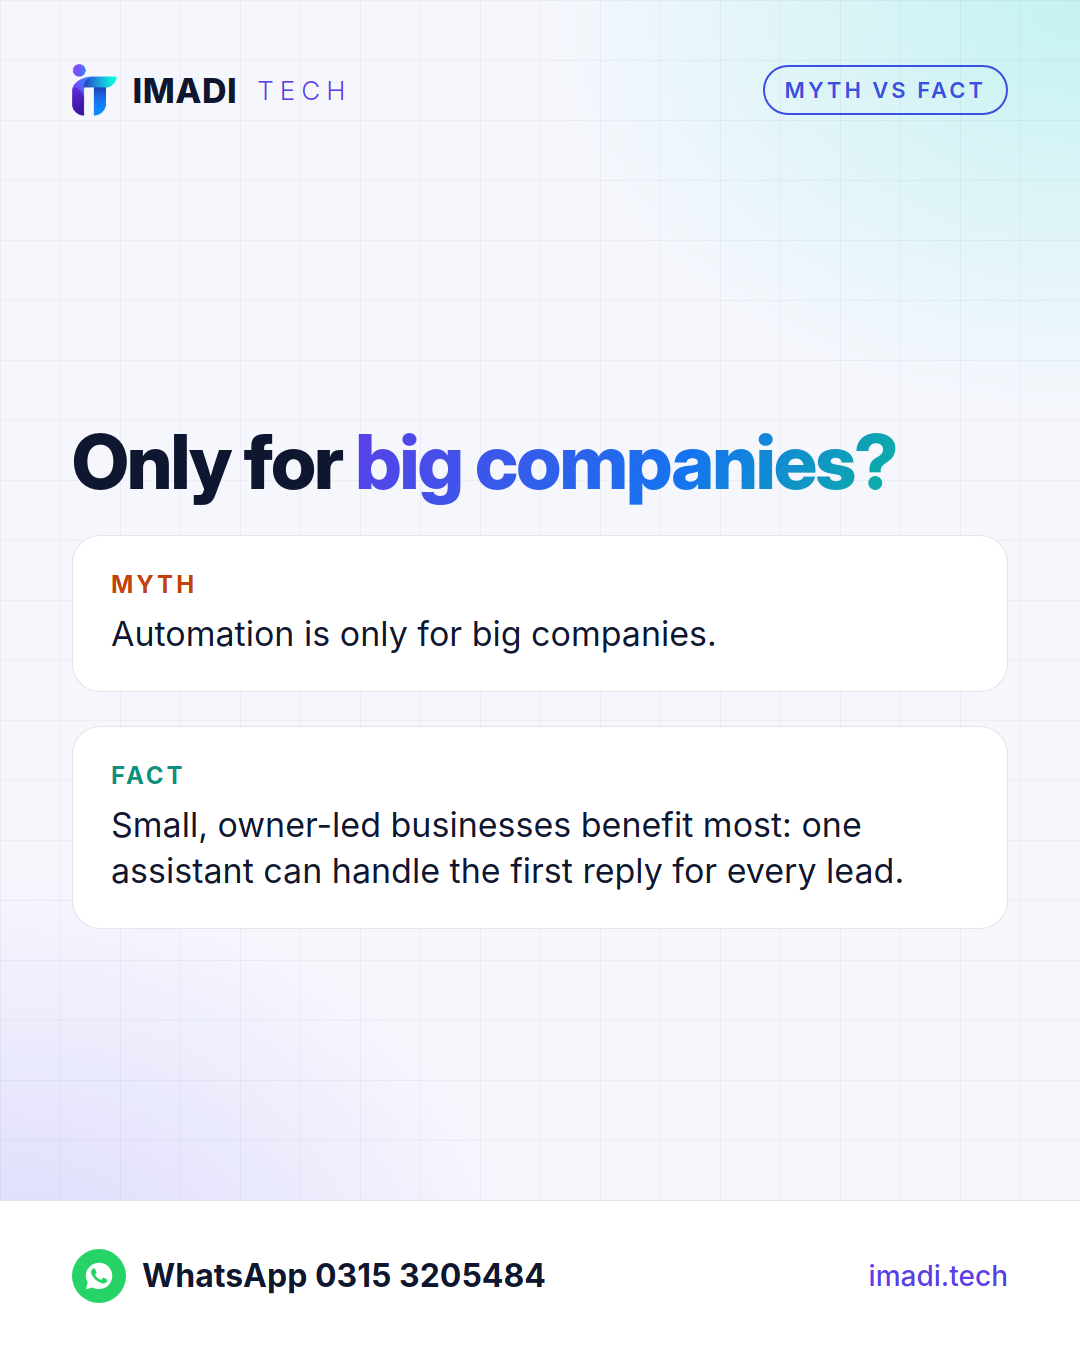 IMADI TECH
MYTH VS FACT
Only for big companies?
MYTH
Automation is only for big companies.
FACT
Small, owner-led businesses benefit most: one
assistant can handle the first reply for every lead.
WhatsApp 0315 3205484
imadi.tech